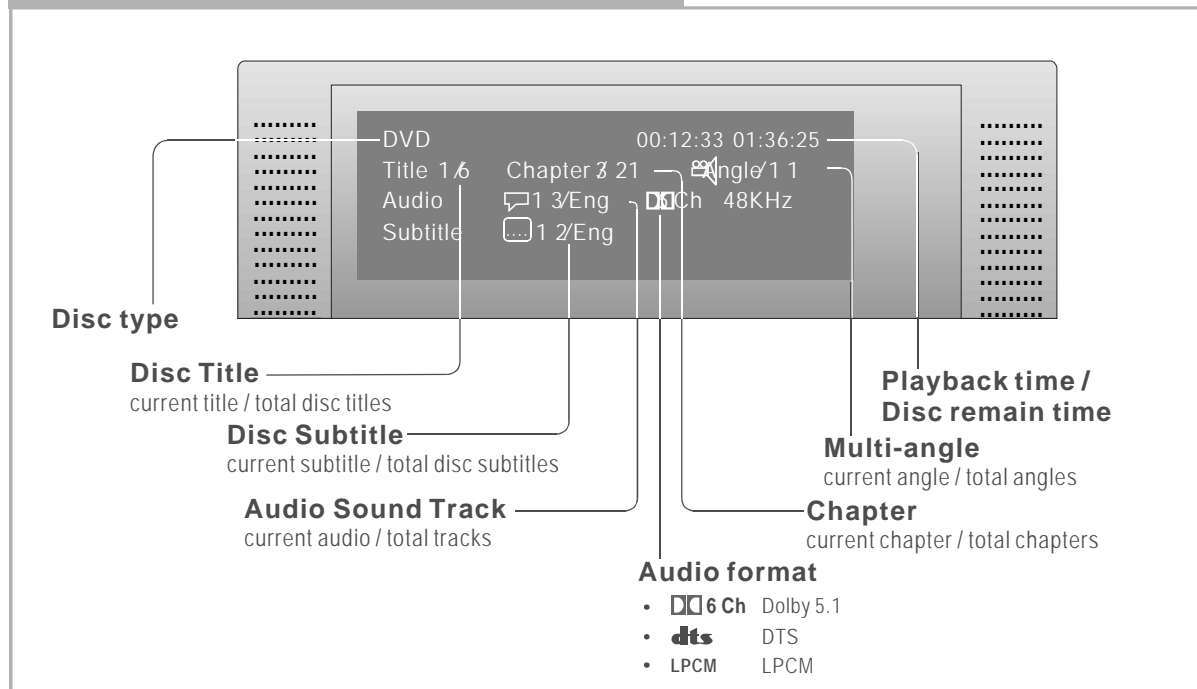 DVD 00:12:33 01:36:25
Title 1/6 Chapter 3/ 21 Angle/1 1
Audio 1 3/Eng 6 Ch 48KHz
Subtitle .... 1 2/Eng
Disc type
Disc Title
current title / total disc titles
Disc Subtitle
current subtitle / total disc subtitles
Audio Sound Track
current audio / total tracks
Playback time /
Disc remain time
Multi-angle
current angle / total angles
Chapter
current chapter / total chapters
Audio format
• 6 Ch Dolby 5.1
• dts DTS
• LPCM LPCM